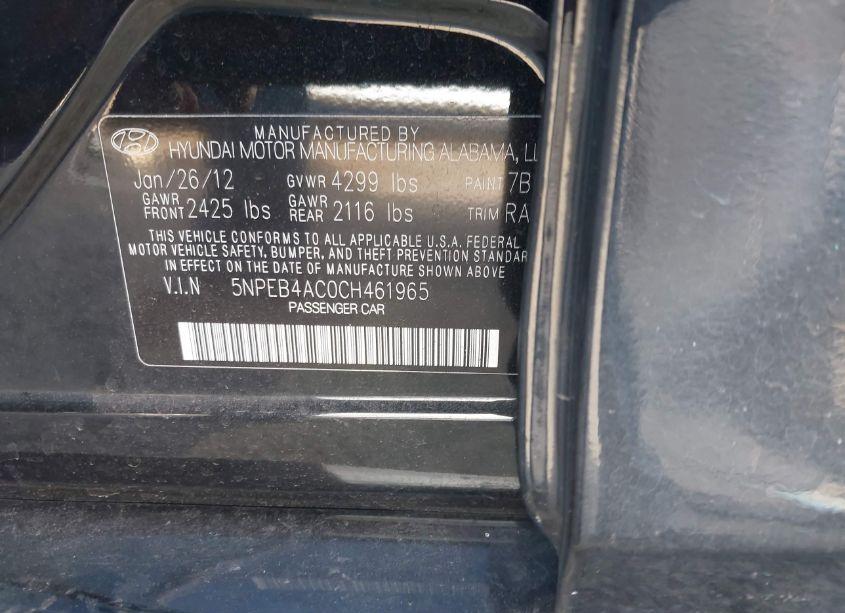 MANUFACTURED BY
HYUNDAI MOTOR MANUFACTURING ALABAMA, LL
Jan/26/12 GVWR 4299 lbs PAINT 7B
GAWR FRONT 2425 lbs GAWR REAR 2116 lbs TRIM RA
THIS VEHICLE CONFORMS TO ALL APPLICABLE U.S.A. FEDERAL
MOTOR VEHICLE SAFETY, BUMPER, AND THEFT PREVENTION STANDAR
IN EFFECT ON THE DATE OF MANUFACTURE SHOWN ABOVE
V.I.N 5NPEB4AC0CH461965
PASSENGER CAR